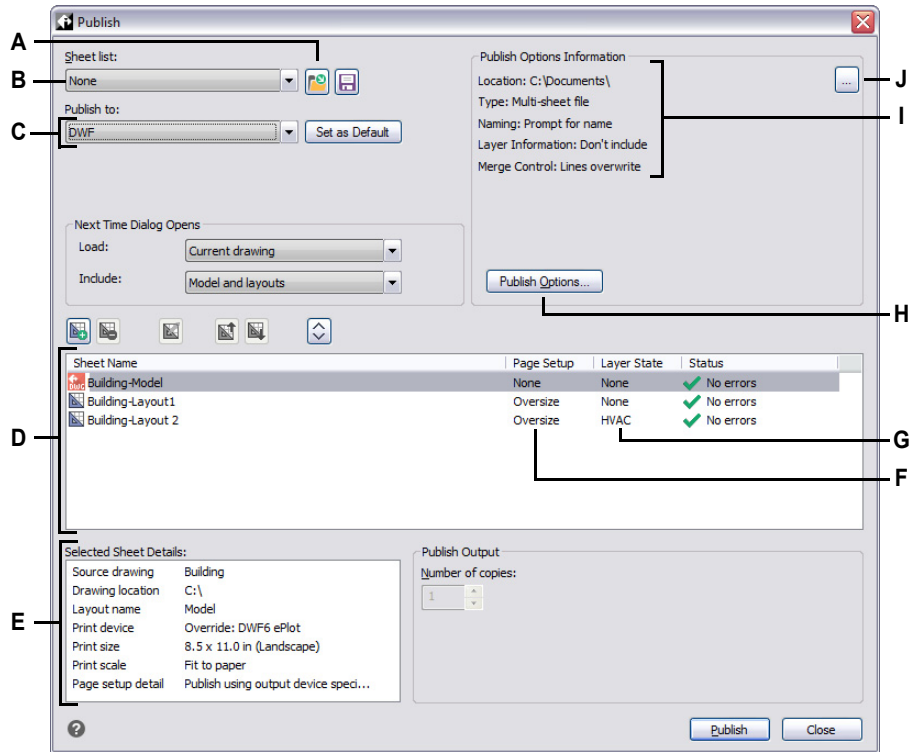 Publish
A
Sheet list:
B
None
Publish to:
C
DWF
Set as Default
Publish Options Information
Location: C:\Documents\
Type: Multi-sheet file
Naming: Prompt for name
Layer Information: Don't include
Merge Control: Lines overwrite
...
J
I
Next Time Dialog Opens
Load:
Current drawing
Include:
Model and layouts
Publish Options...
H
D
Sheet Name Page Setup Layer State Status
DWG Building-Model None None No errors
Building-Layout1 Oversize None No errors
Building-Layout 2 Oversize HVAC No errors
G
F
E
Selected Sheet Details:
Source drawing Building
Drawing location C:\
Layout name Model
Print device Override: DWF6 ePlot
Print size 8.5 x 11.0 in (Landscape)
Print scale Fit to paper
Page setup detail Publish using output device speci...
Publish Output
Number of copies:
1
?
Publish
Close